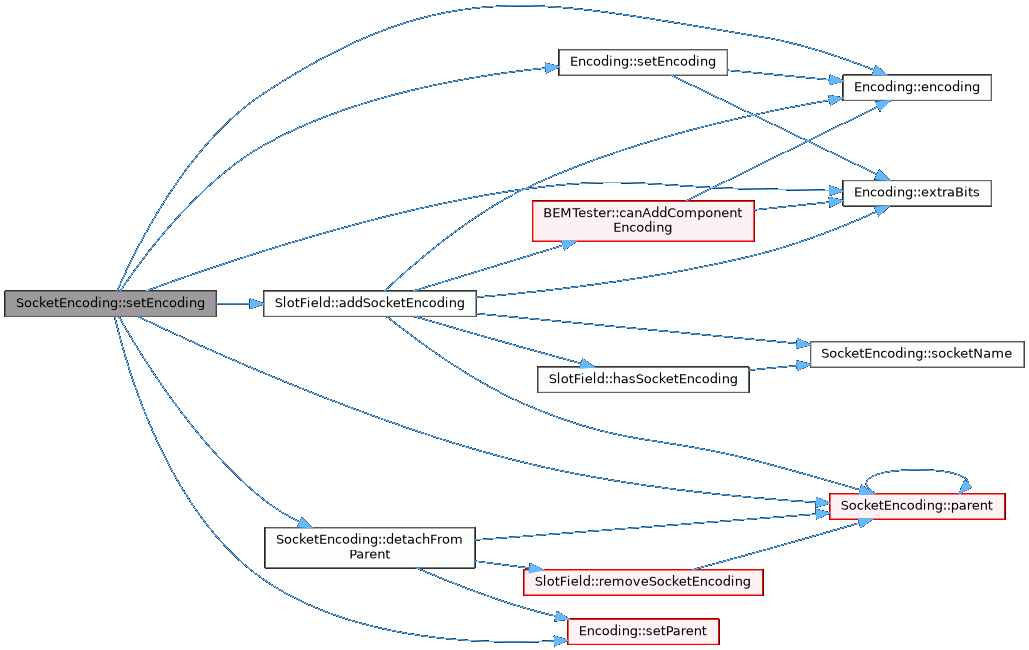 Encoding::setEncoding
Encoding::encoding
Encoding::extraBits
BEMTester::canAddComponent
Encoding
SocketEncoding::setEncoding
SlotField::addSocketEncoding
SocketEncoding::socketName
SlotField::hasSocketEncoding
SocketEncoding::parent
SocketEncoding::detachFrom
Parent
SlotField::removeSocketEncoding
Encoding::setParent